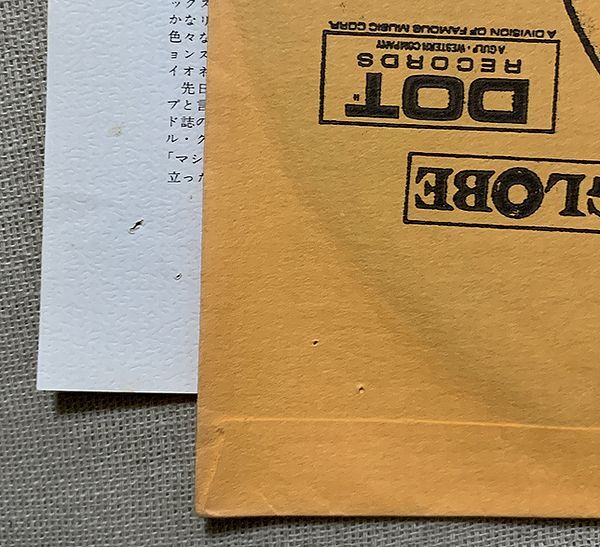 ックス
かなり
色々な
ョンス
イオネ
先日
プと言
ド誌の
ル・ク
「マシ
立った
GLOBE
DOT
RECORDS
A GULF + WESTERN COMPANY
A DIVISION OF FAMOUS MUSIC CORP.